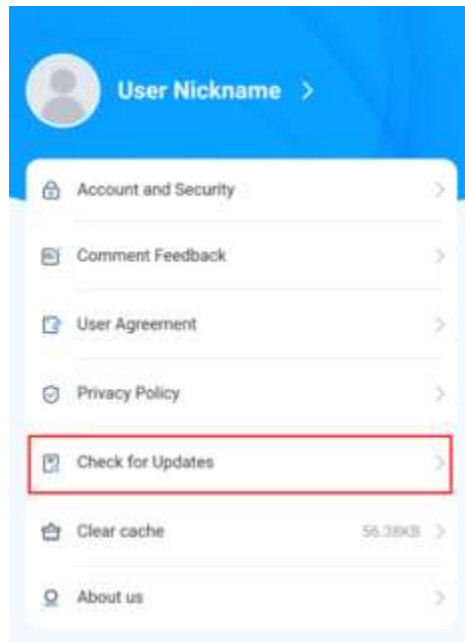 User Nickname
Account and Security
Comment Feedback
User Agreement
Privacy Policy
Check for Updates
Clear cache 56.38KB
About us